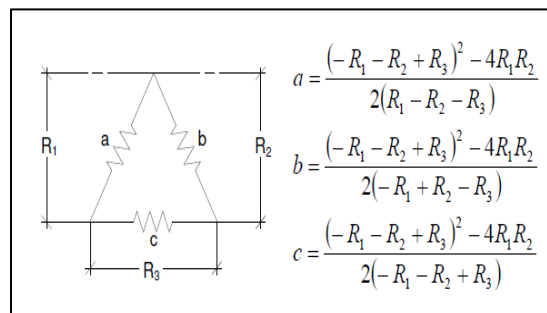 R₁
a
b
R₂
c
R₃
a = ((-R₁ - R₂ + R₃)² - 4R₁R₂) / (2(R₁ - R₂ - R₃))
b = ((-R₁ - R₂ + R₃)² - 4R₁R₂) / (2(-R₁ + R₂ - R₃))
c = ((-R₁ - R₂ + R₃)² - 4R₁R₂) / (2(-R₁ - R₂ + R₃))